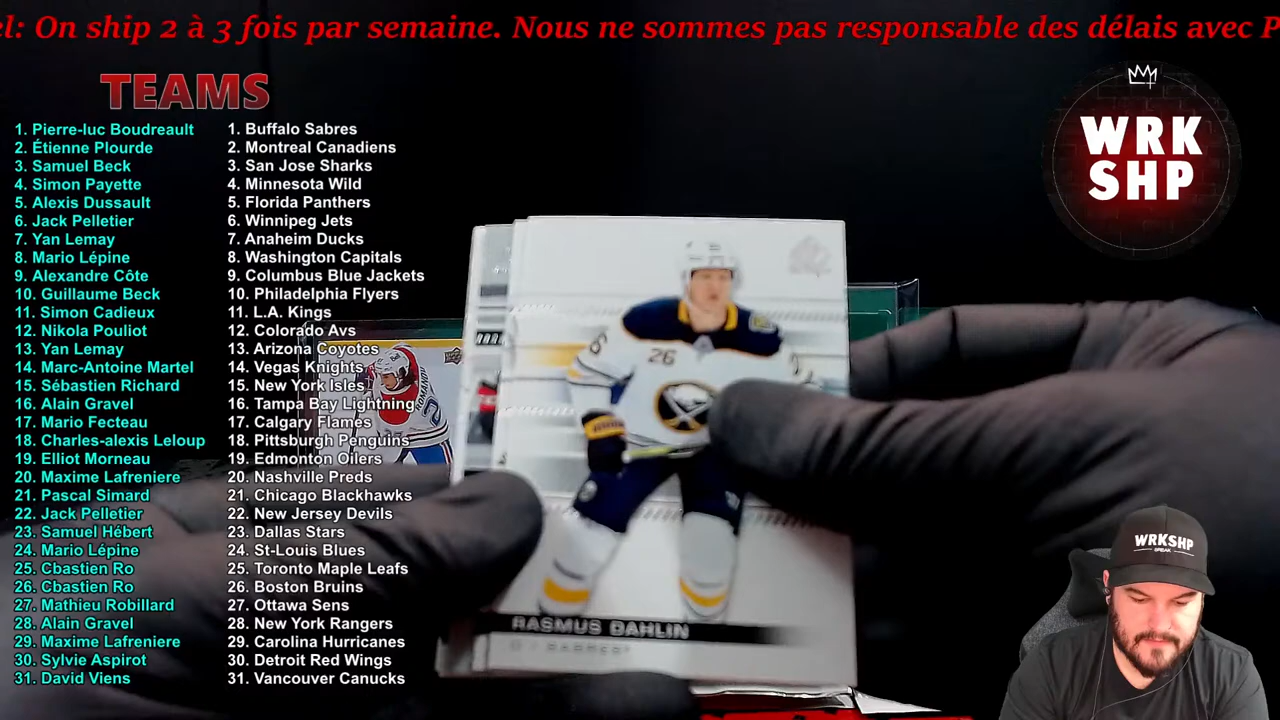 el: On ship 2 à 3 fois par semaine. Nous ne sommes pas responsable des délais avec P
TEAMS
1. Pierre-luc Boudreault
2. Étienne Plourde
3. Samuel Beck
4. Simon Payette
5. Alexis Dussault
6. Jack Pelletier
7. Yan Lemay
8. Mario Lépine
9. Alexandre Côte
10. Guillaume Beck
11. Simon Cadieux
12. Nikola Pouliot
13. Yan Lemay
14. Marc-Antoine Martel
15. Sébastien Richard
16. Alain Gravel
17. Mario Fecteau
18. Charles-alexis Leloup
19. Elliot Morneau
20. Maxime Lafreniere
21. Pascal Simard
22. Jack Pelletier
23. Samuel Hébert
24. Mario Lépine
25. Cbastien Ro
26. Cbastien Ro
27. Mathieu Robillard
28. Alain Gravel
29. Maxime Lafreniere
30. Sylvie Aspirot
31. David Viens
1. Buffalo Sabres
2. Montreal Canadiens
3. San Jose Sharks
4. Minnesota Wild
5. Florida Panthers
6. Winnipeg Jets
7. Anaheim Ducks
8. Washington Capitals
9. Columbus Blue Jackets
10. Philadelphia Flyers
11. L.A. Kings
12. Colorado Avs
13. Arizona Coyotes
14. Vegas Knights
15. New York Isles
16. Tampa Bay Lightning
17. Calgary Flames
18. Pittsburgh Penguins
19. Edmonton Oilers
20. Nashville Preds
21. Chicago Blackhawks
22. New Jersey Devils
23. Dallas Stars
24. St-Louis Blues
25. Toronto Maple Leafs
26. Boston Bruins
27. Ottawa Sens
28. New York Rangers
29. Carolina Hurricanes
30. Detroit Red Wings
31. Vancouver Canucks
WRK
SHP
26
RASMUS DAHLIN
WRKSHP
BREAK